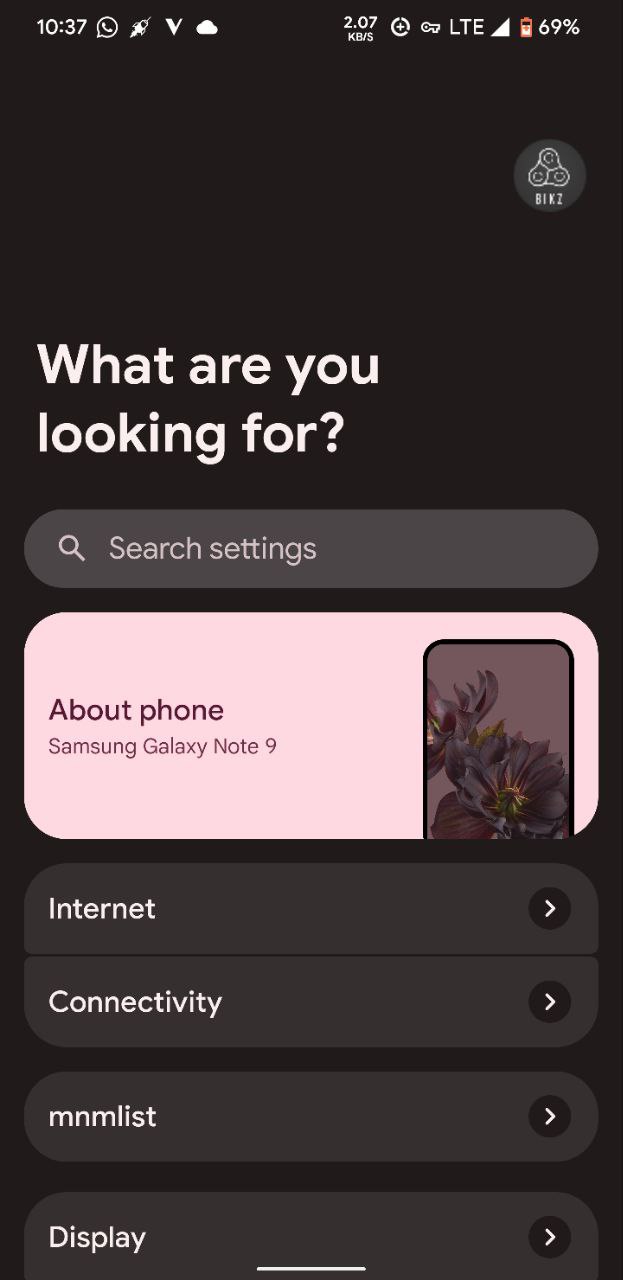 10:37 2.07 KB/S LTE 69%
BIKZ
What are you
looking for?
Search settings
About phone
Samsung Galaxy Note 9
Internet
Connectivity
mnmlist
Display